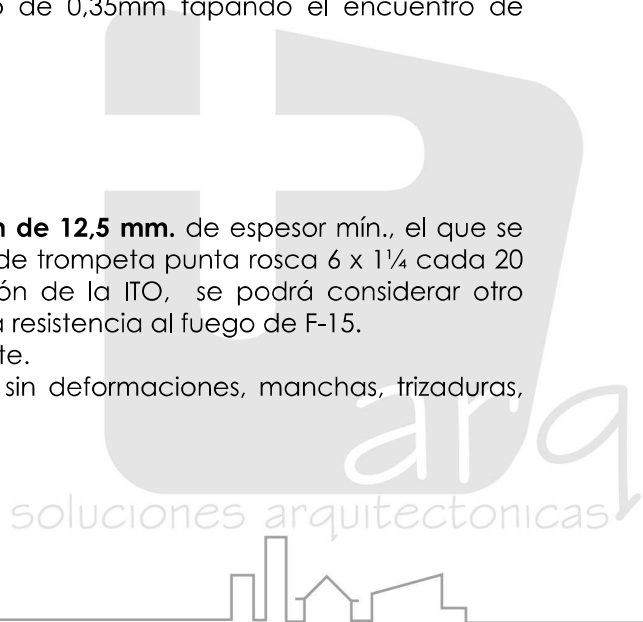 de 0,35mm tapando el encuentro de
n de 12,5 mm. de espesor mín., el que se
de trompeta punta rosca 6 x 1¼ cada 20
ón de la ITO, se podrá considerar otro
a resistencia al fuego de F-15.
te.
sin deformaciones, manchas, trizaduras,
arq
soluciones arquitectonicas